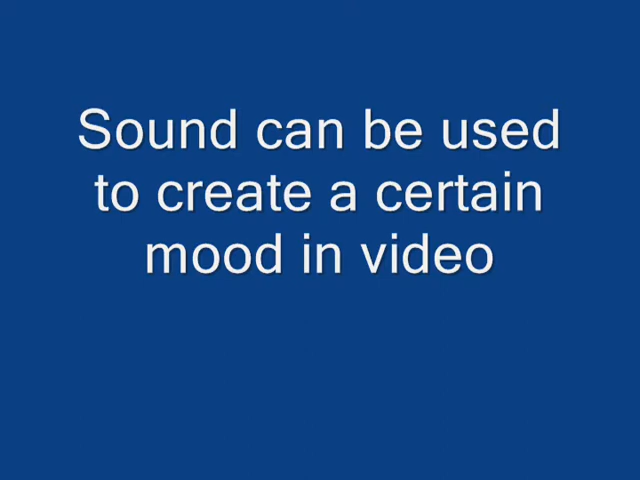 Sound can be used
to create a certain
mood in video